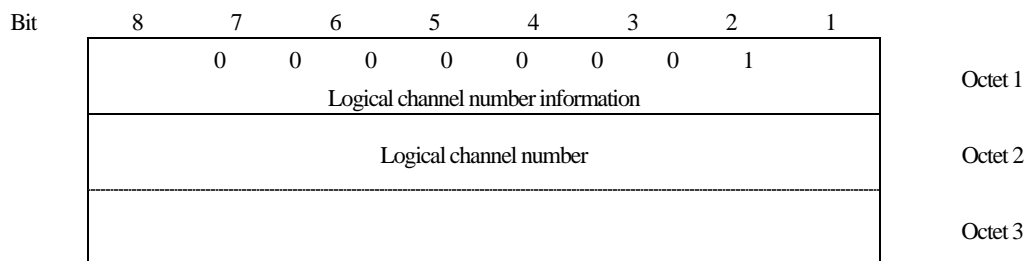 Bit 8 7 6 5 4 3 2 1
0 0 0 0 0 0 0 1
Octet 1
Logical channel number information
Logical channel number Octet 2
Octet 3